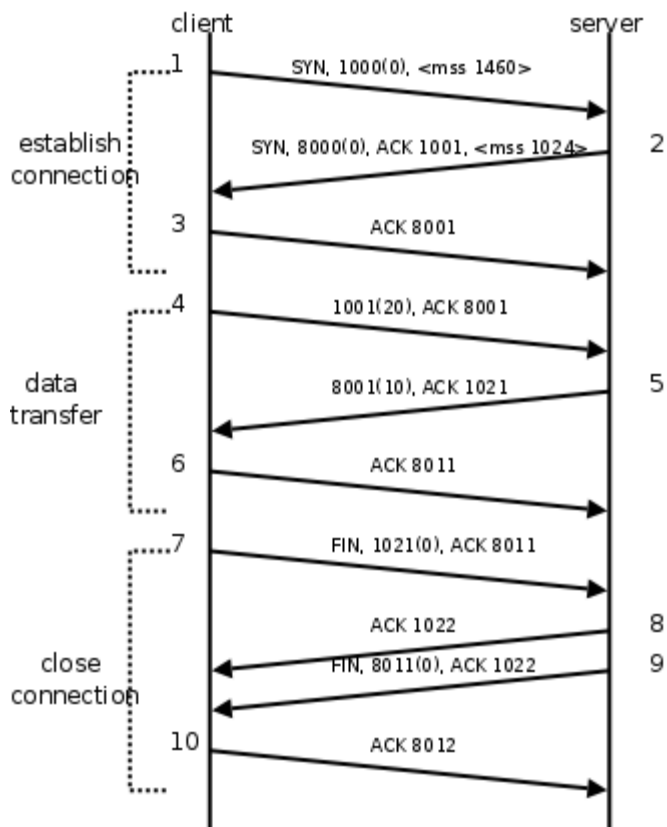 client
server
1
SYN, 1000(0), <mss 1460>
establish
connection
SYN, 8000(0), ACK 1001, <mss 1024>
2
3
ACK 8001
4
1001(20), ACK 8001
data
transfer
8001(10), ACK 1021
5
6
ACK 8011
7
FIN, 1021(0), ACK 8011
ACK 1022
8
close
connection
FIN, 8011(0), ACK 1022
9
10
ACK 8012